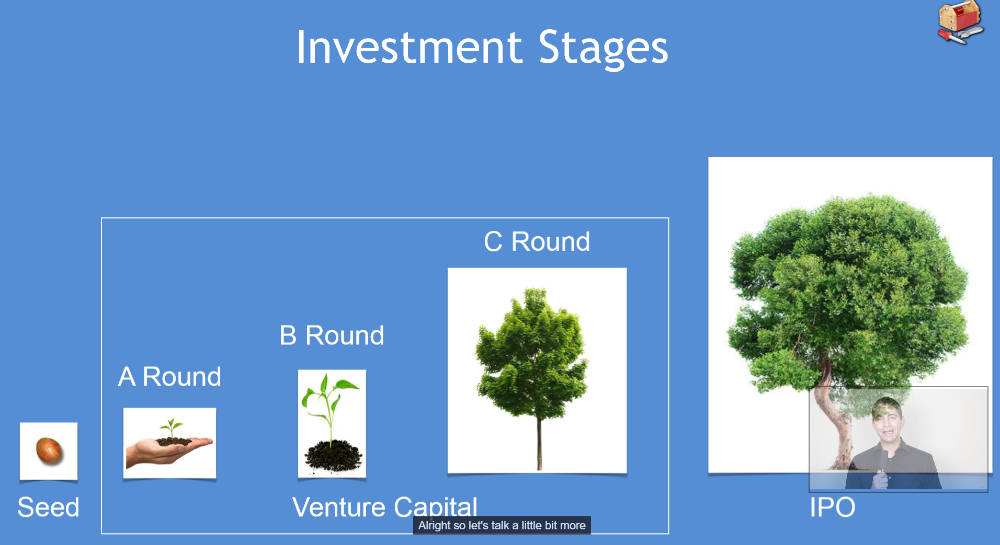 Investment Stages
C Round
B Round
A Round
Seed
Venture Capital
IPO
Alright so let's talk a little bit more